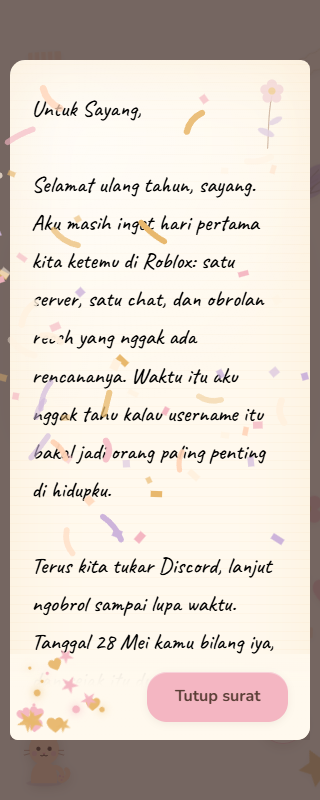 Untuk Sayang,
Selamat ulang tahun, sayang.
Aku masih inget hari pertama
kita ketemu di Roblox: satu
server, satu chat, dan obrolan
receh yang nggak ada
rencananya. Waktu itu aku
nggak tahu kalau username itu
bakal jadi orang paling penting
di hidupku.
Terus kita tukar Discord, lanjut
ngobrol sampai lupa waktu.
Tanggal 28 Mei kamu bilang iya,
Tutup surat